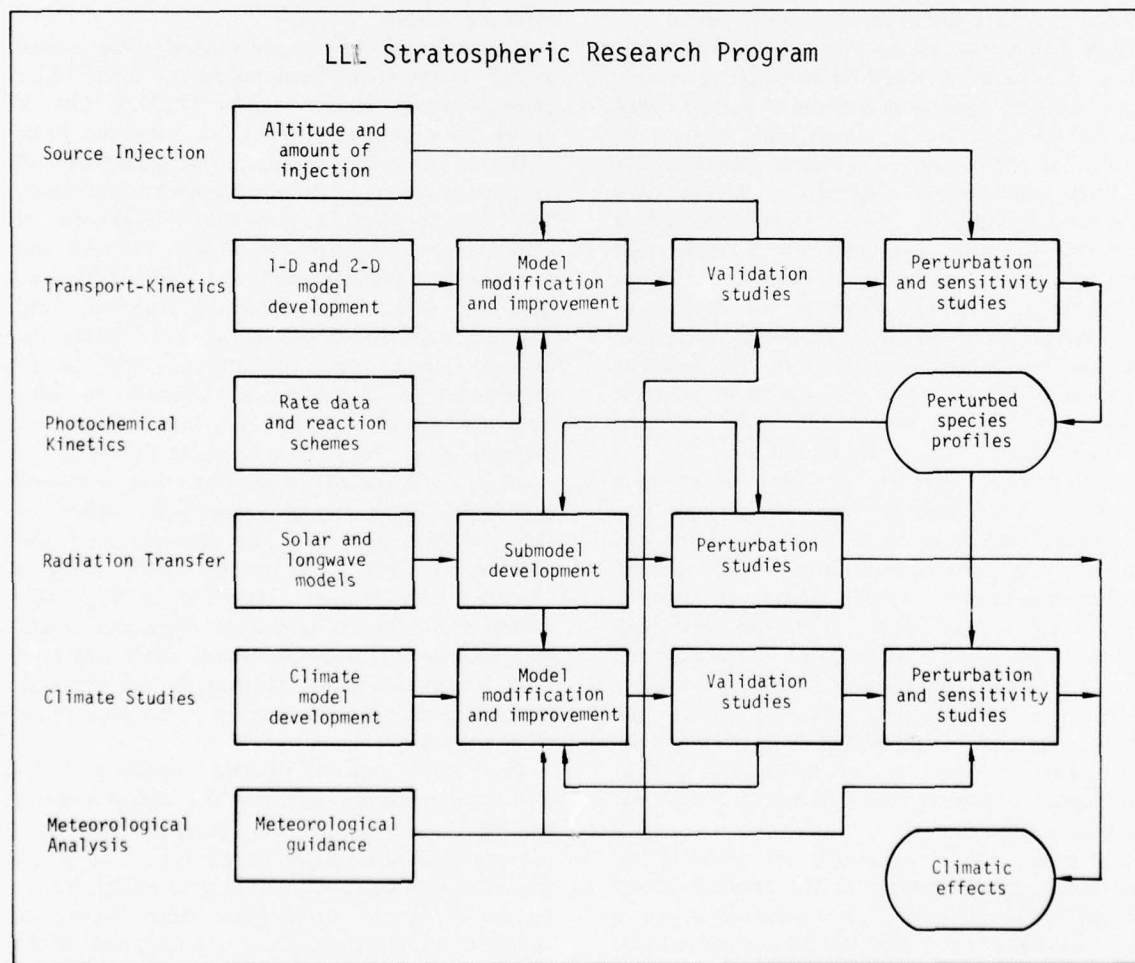 LLL Stratospheric Research Program
Source Injection
Altitude and
amount of
injection
Transport-Kinetics
1-D and 2-D
model
development
Model
modification
and improvement
Validation
studies
Perturbation
and sensitivity
studies
Photochemical
Kinetics
Rate data
and reaction
schemes
Perturbed
species
profiles
Radiation Transfer
Solar and
longwave
models
Submodel
development
Perturbation
studies
Climate Studies
Climate
model
development
Model
modification
and improvement
Validation
studies
Perturbation
and sensitivity
studies
Meteorological
Analysis
Meteorological
guidance
Climatic
effects